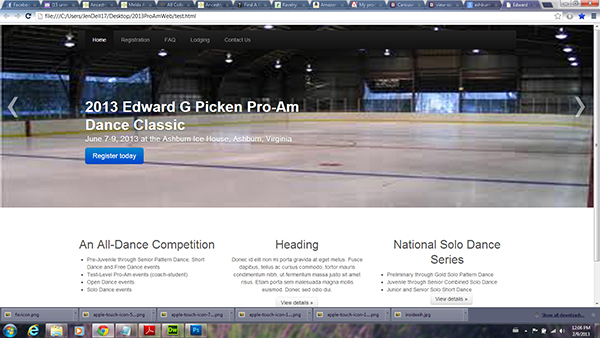 Facebook
Edward
file:///C:/Users/JenDell17/Desktop/2013ProAmWeb/test.html
Home Registration FAQ Lodging Contact Us
2013 Edward G Picken Pro-Am
Dance Classic
June 7-9, 2013 at the Ashburn Ice House, Ashburn, Virginia
Register today
An All-Dance Competition
Pre-Juvenile through Senior Pattern Dance, Short
Dance and Free Dance events
Test-Level Pro-Am events (coach-student)
Open Dance events
Solo Dance events
Heading
Donec id elit non mi porta gravida at eget metus. Fusce
dapibus, tellus ac cursus commodo, tortor mauris
condimentum nibh, ut fermentum massa justo sit amet
risus. Etiam porta sem malesuada magna mollis
euismod. Donec sed odio dui.
View details »
National Solo Dance
Series
Preliminary through Gold Solo Pattern Dance
Juvenile through Senior Combined Solo Dance
Junior and Senior Solo Short Dance
View details »
fav-icon.png apple-touch-icon-5....png apple-touch-icon-7....png apple-touch-icon-1....png apple-touch-icon-1....png insideash.jpg Show all downloads...
12:06 PM
2/9/2013